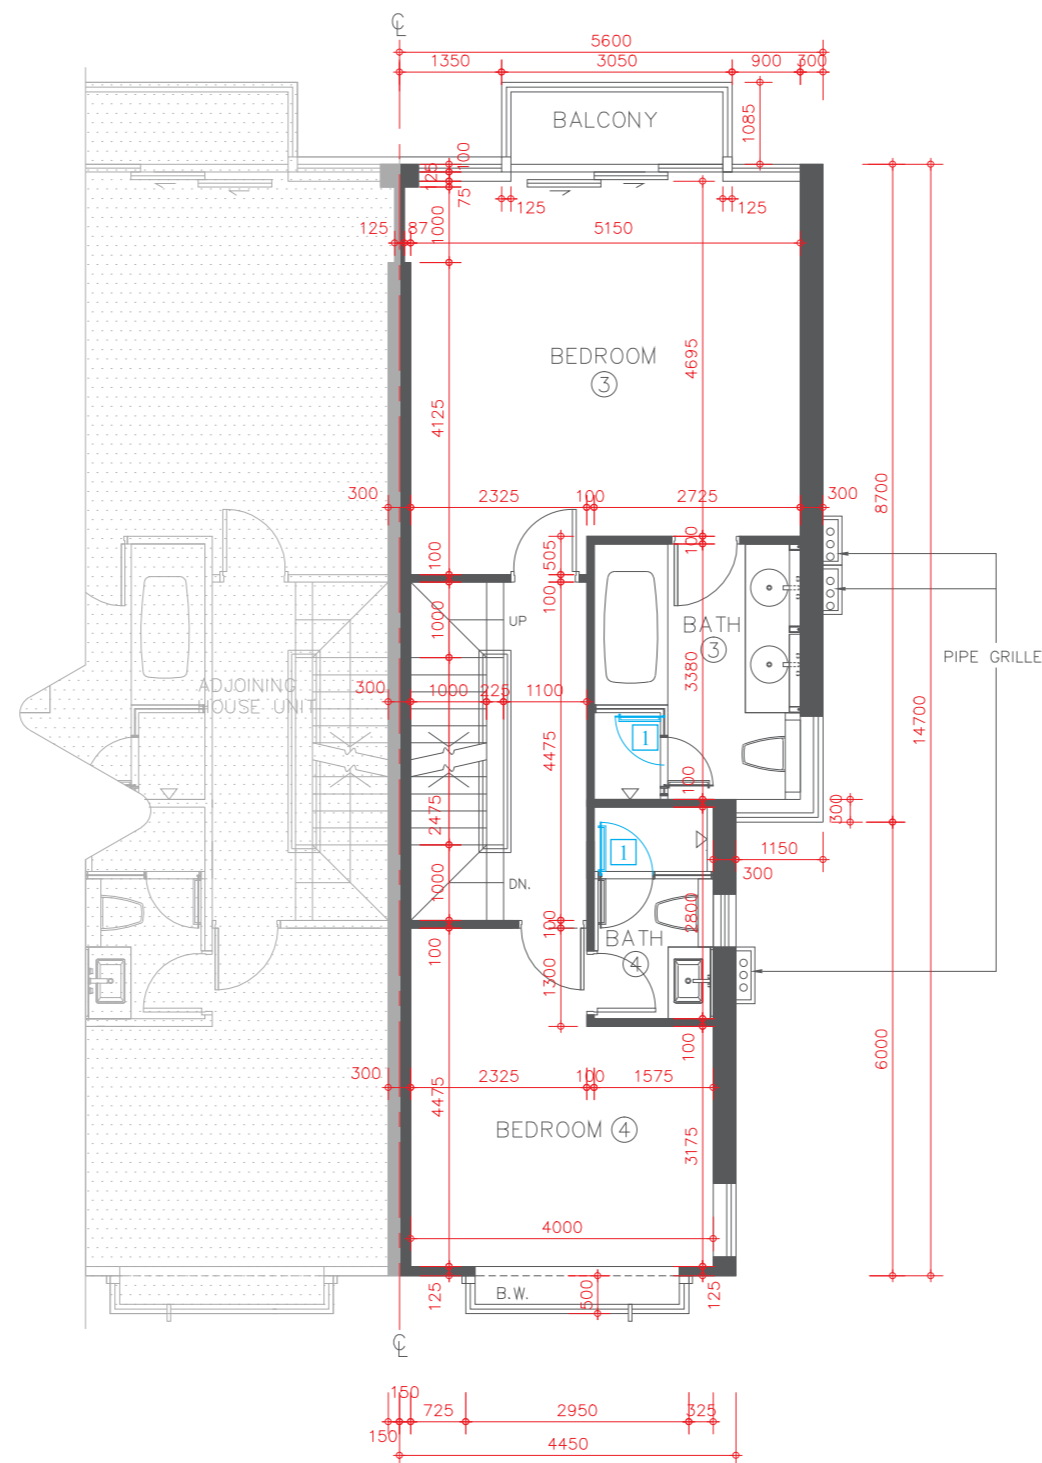 ℄
5600
1350 3050 900 300
BALCONY
1085
100
125
75
125 125
125 87 1000 5150
BEDROOM
3
4695
4125
8700
300 2325 100 2725 300
100 505 100
100
1000
UP
BATH
3
3380
PIPE GRILLE
ADJOINING
HOUSE UNIT
300 1000 225 1100
14700
4475
1
100
2475
300
1
1150
300
1000
DN.
2800
100
100
BATH
4
1300
100
6000
300 2325 100 1575
4475
BEDROOM 4
3175
4000
125
B.W.
500
125
℄
150
725 2950 325
150
4450